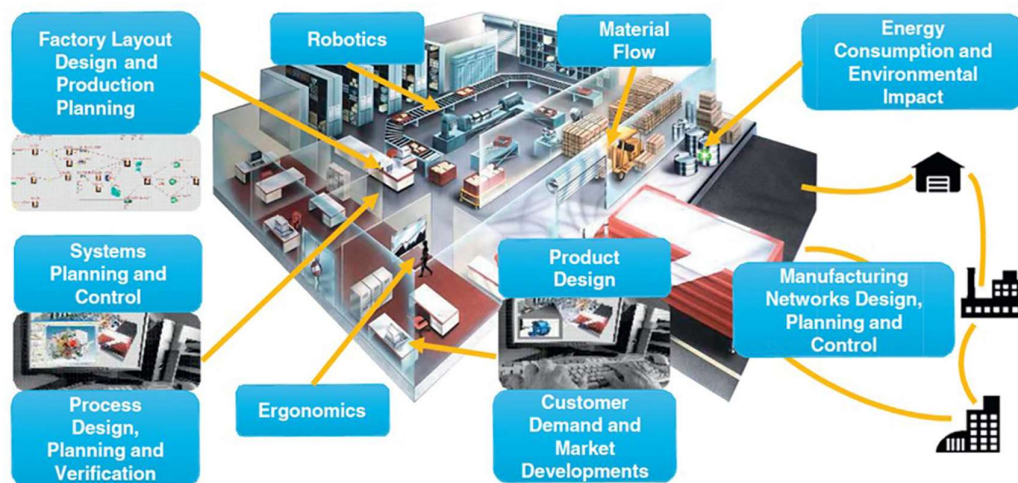 Factory Layout
Design and
Production
Planning
Robotics
Material
Flow
Energy
Consumption and
Environmental
Impact
Systems
Planning and
Control
Product
Design
Manufacturing
Networks Design,
Planning and
Control
Process
Design,
Planning and
Verification
Ergonomics
Customer
Demand and
Market
Developments